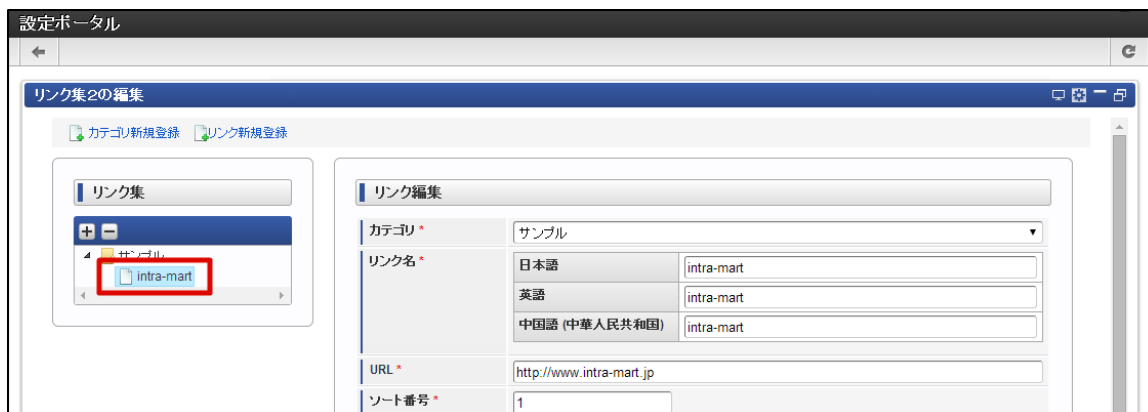 設定ポータル
リンク集2の編集
カテゴリ新規登録 リンク新規登録
リンク集
サンプル
intra-mart
リンク編集
カテゴリ * サンプル
リンク名 * 日本語 intra-mart
英語 intra-mart
中国語 (中華人民共和国) intra-mart
URL * http://www.intra-mart.jp
ソート番号 * 1